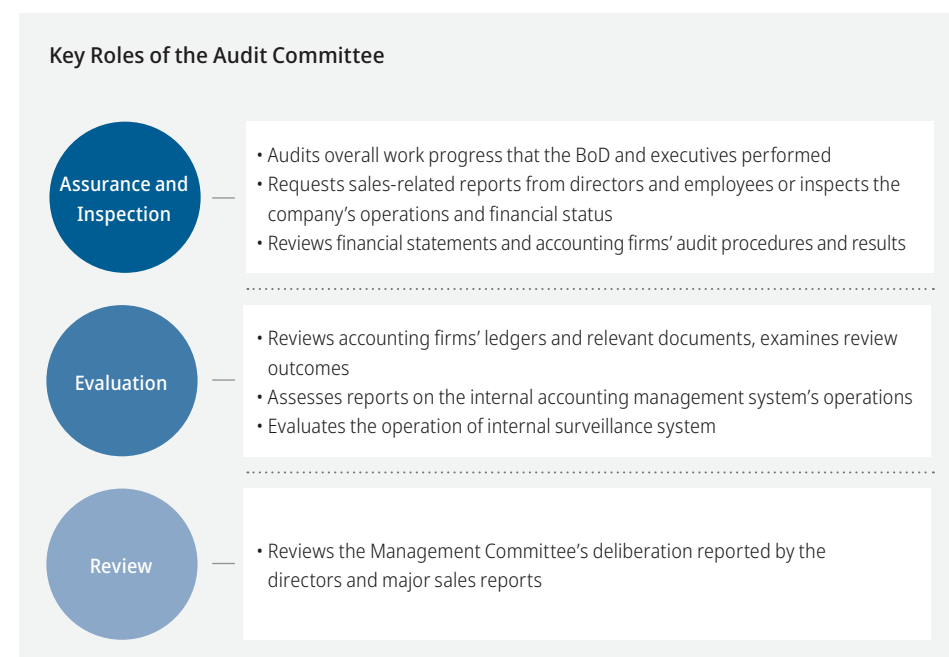 Key Roles of the Audit Committee
Assurance and
Inspection
• Audits overall work progress that the BoD and executives performed
• Requests sales-related reports from directors and employees or inspects the
company’s operations and financial status
• Reviews financial statements and accounting firms’ audit procedures and results
Evaluation
• Reviews accounting firms’ ledgers and relevant documents, examines review
outcomes
• Assesses reports on the internal accounting management system’s operations
• Evaluates the operation of internal surveillance system
Review
• Reviews the Management Committee’s deliberation reported by the
directors and major sales reports